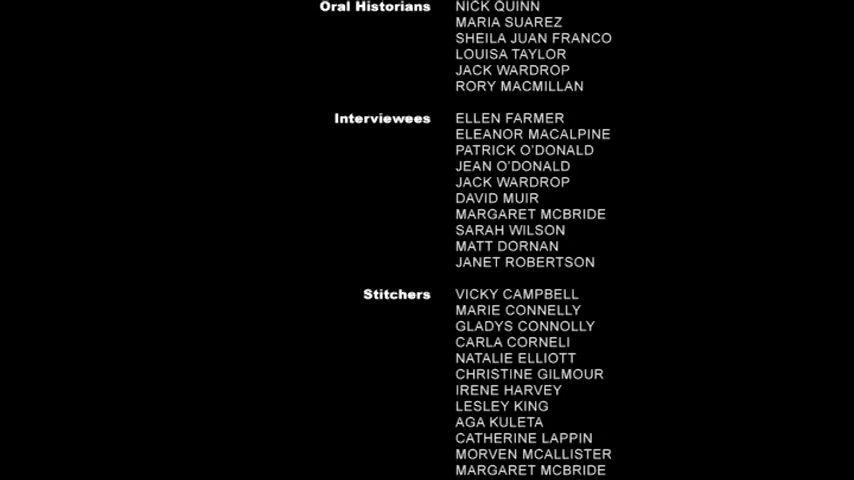 Oral Historians NICK QUINN
MARIA SUAREZ
SHEILA JUAN FRANCO
LOUISA TAYLOR
JACK WARDROP
RORY MACMILLAN
Interviewees ELLEN FARMER
ELEANOR MACALPINE
PATRICK O'DONALD
JEAN O'DONALD
JACK WARDROP
DAVID MUIR
MARGARET MCBRIDE
SARAH WILSON
MATT DORNAN
JANET ROBERTSON
Stitchers VICKY CAMPBELL
MARIE CONNELLY
GLADYS CONNOLLY
CARLA CORNELI
NATALIE ELLIOTT
CHRISTINE GILMOUR
IRENE HARVEY
LESLEY KING
AGA KULETA
CATHERINE LAPPIN
MORVEN MCALLISTER
MARGARET MCBRIDE